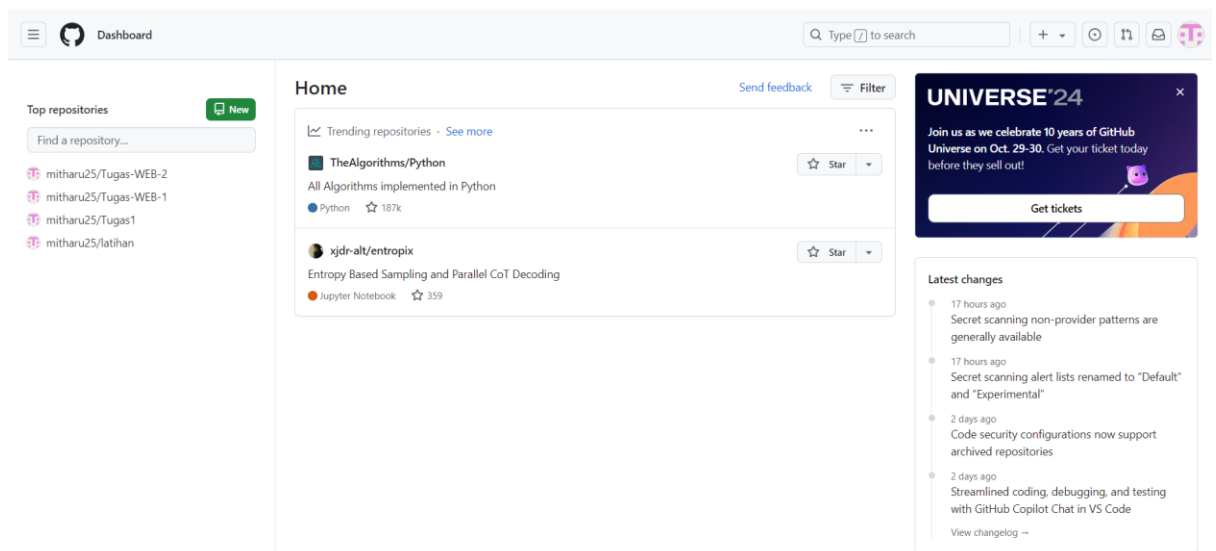 Dashboard
Type / to search
Top repositories
New
Find a repository...
mitharu25/Tugas-WEB-2
mitharu25/Tugas-WEB-1
mitharu25/Tugas1
mitharu25/latihan
Home
Send feedback
Filter
Trending repositories · See more
TheAlgorithms/Python
Star
All Algorithms implemented in Python
Python 187k
xjdr-alt/entropix
Star
Entropy Based Sampling and Parallel CoT Decoding
Jupyter Notebook 359
UNIVERSE'24
Join us as we celebrate 10 years of GitHub
Universe on Oct. 29-30. Get your ticket today
before they sell out!
Get tickets
Latest changes
17 hours ago
Secret scanning non-provider patterns are
generally available
17 hours ago
Secret scanning alert lists renamed to “Default”
and “Experimental”
2 days ago
Code security configurations now support
archived repositories
2 days ago
Streamlined coding, debugging, and testing
with GitHub Copilot Chat in VS Code
View changelog →